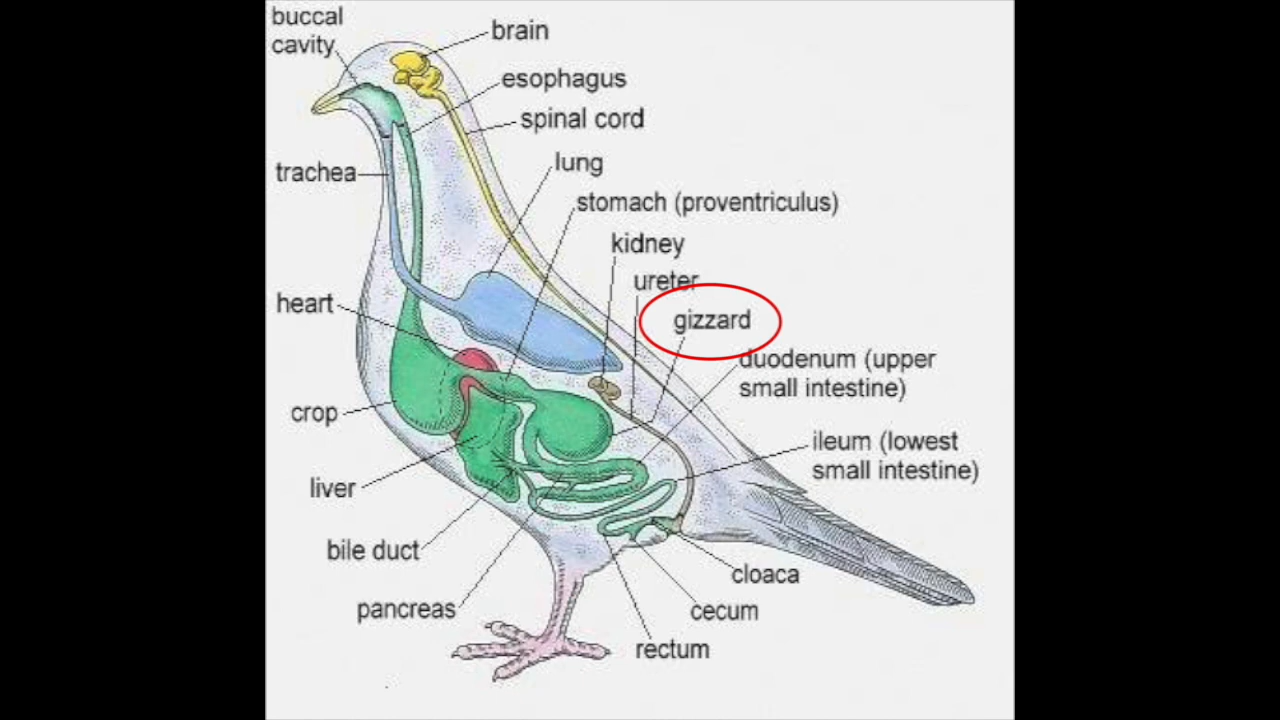 buccal
cavity
brain
esophagus
spinal cord
trachea
lung
stomach (proventriculus)
kidney
ureter
heart
gizzard
duodenum (upper
small intestine)
crop
ileum (lowest
small intestine)
liver
bile duct
cloaca
pancreas
cecum
rectum